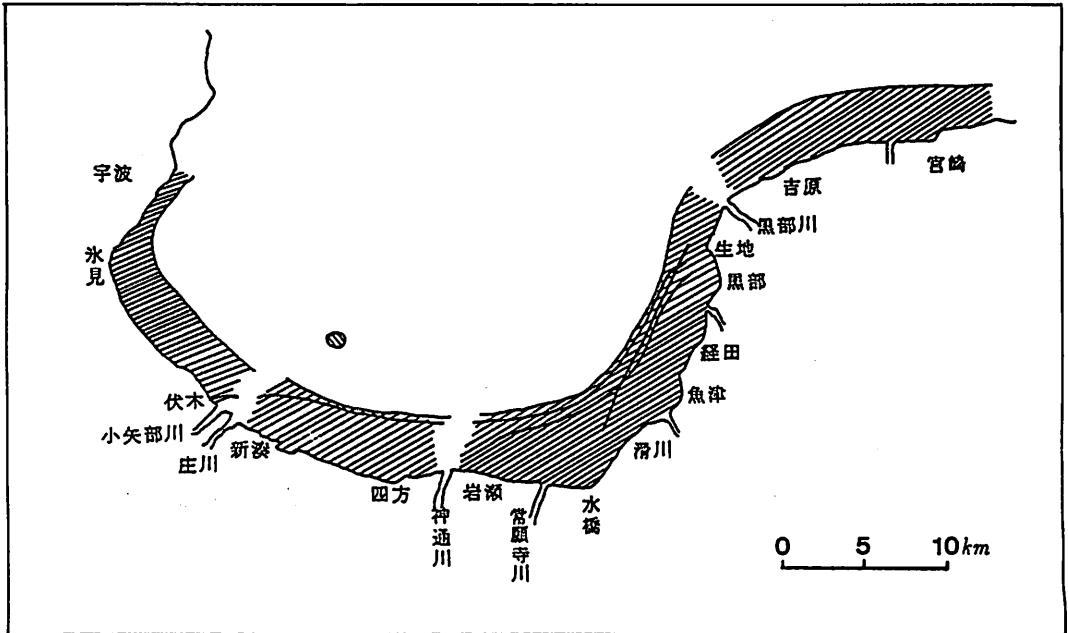 宇波
氷見
伏木
小矢部川
庄川
新湊
四方
神通川
岩瀬
常願寺川
水橋
滑川
魚津
経田
黒部
生地
黒部川
吉原
宮崎
0 5 10km